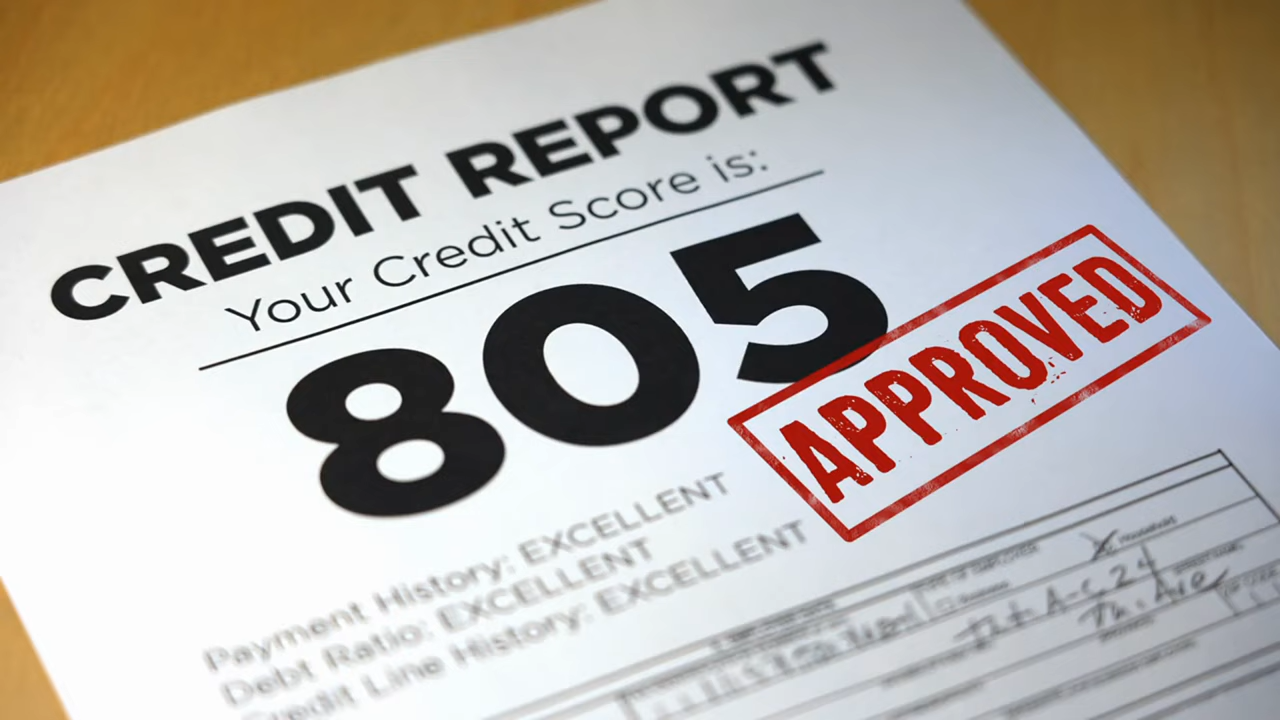 CREDIT REPORT
Your Credit Score is:
805
APPROVED
Payment History: EXCELLENT
Debt Ratio: EXCELLENT
Credit Line History: EXCELLENT